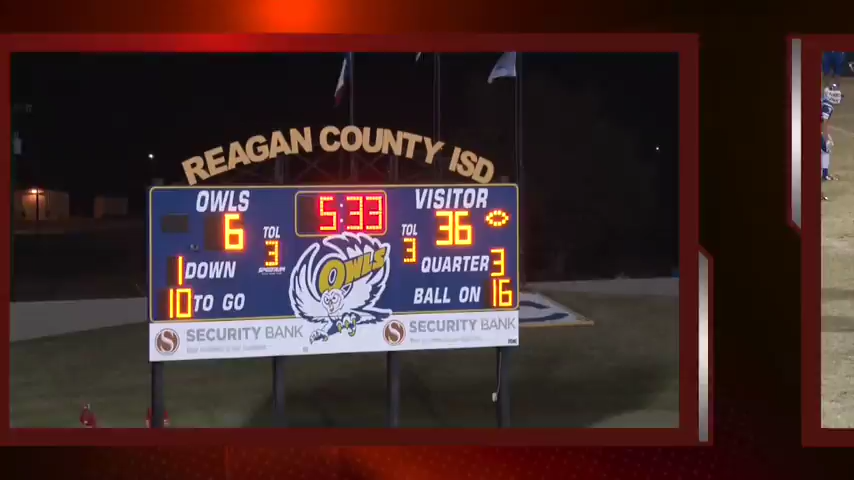 REAGAN COUNTY ISD
OWLS 5:33 VISITOR
6 TOL 3 TOL 3 36
OWLS
1 DOWN QUARTER 3
10 TO GO BALL ON 16
S SECURITY BANK S SECURITY BANK